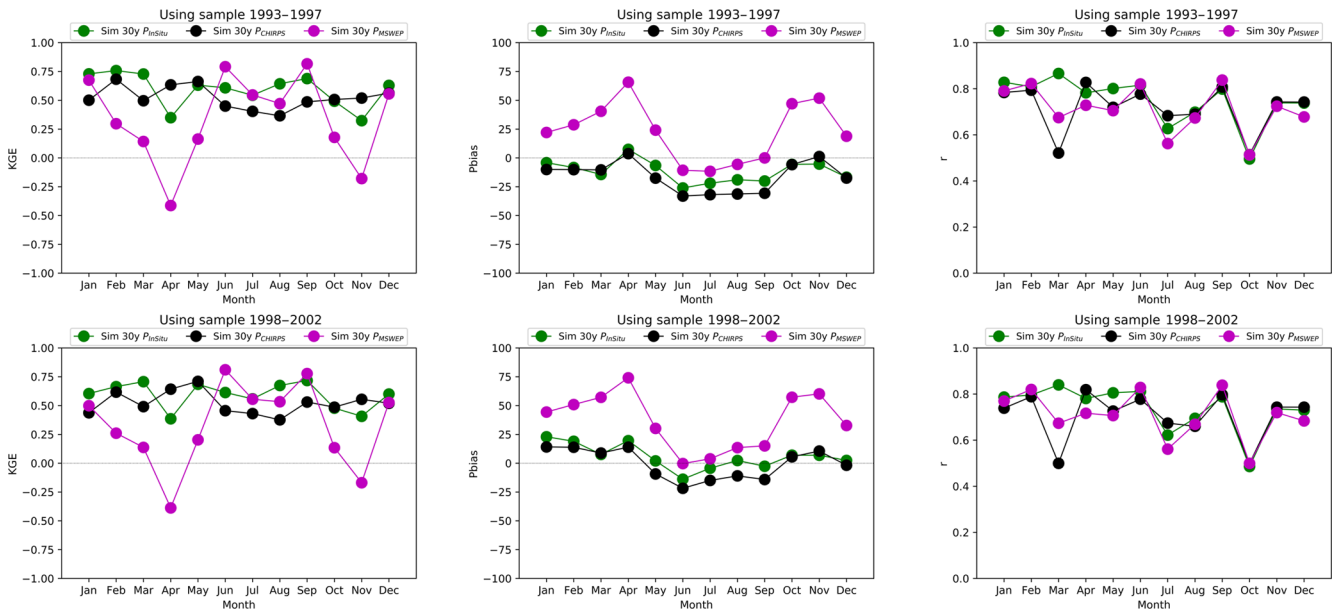 Using sample 1993–1997
Sim 30y P_InSitu Sim 30y P_CHIRPS Sim 30y P_MSWEP
1.00
0.75
0.50
0.25
0.00
−0.25
−0.50
−0.75
−1.00
KGE
Jan Feb Mar Apr May Jun Jul Aug Sep Oct Nov Dec
Month
Using sample 1993–1997
Sim 30y P_InSitu Sim 30y P_CHIRPS Sim 30y P_MSWEP
100
75
50
25
0
−25
−50
−75
−100
Pbias
Jan Feb Mar Apr May Jun Jul Aug Sep Oct Nov Dec
Month
Using sample 1993–1997
Sim 30y P_InSitu Sim 30y P_CHIRPS Sim 30y P_MSWEP
1.0
0.8
0.6
0.4
0.2
0.0
r
Jan Feb Mar Apr May Jun Jul Aug Sep Oct Nov Dec
Month
Using sample 1998–2002
Sim 30y P_InSitu Sim 30y P_CHIRPS Sim 30y P_MSWEP
1.00
0.75
0.50
0.25
0.00
−0.25
−0.50
−0.75
−1.00
KGE
Jan Feb Mar Apr May Jun Jul Aug Sep Oct Nov Dec
Month
Using sample 1998–2002
Sim 30y P_InSitu Sim 30y P_CHIRPS Sim 30y P_MSWEP
100
75
50
25
0
−25
−50
−75
−100
Pbias
Jan Feb Mar Apr May Jun Jul Aug Sep Oct Nov Dec
Month
Using sample 1998–2002
Sim 30y P_InSitu Sim 30y P_CHIRPS Sim 30y P_MSWEP
1.0
0.8
0.6
0.4
0.2
0.0
r
Jan Feb Mar Apr May Jun Jul Aug Sep Oct Nov Dec
Month